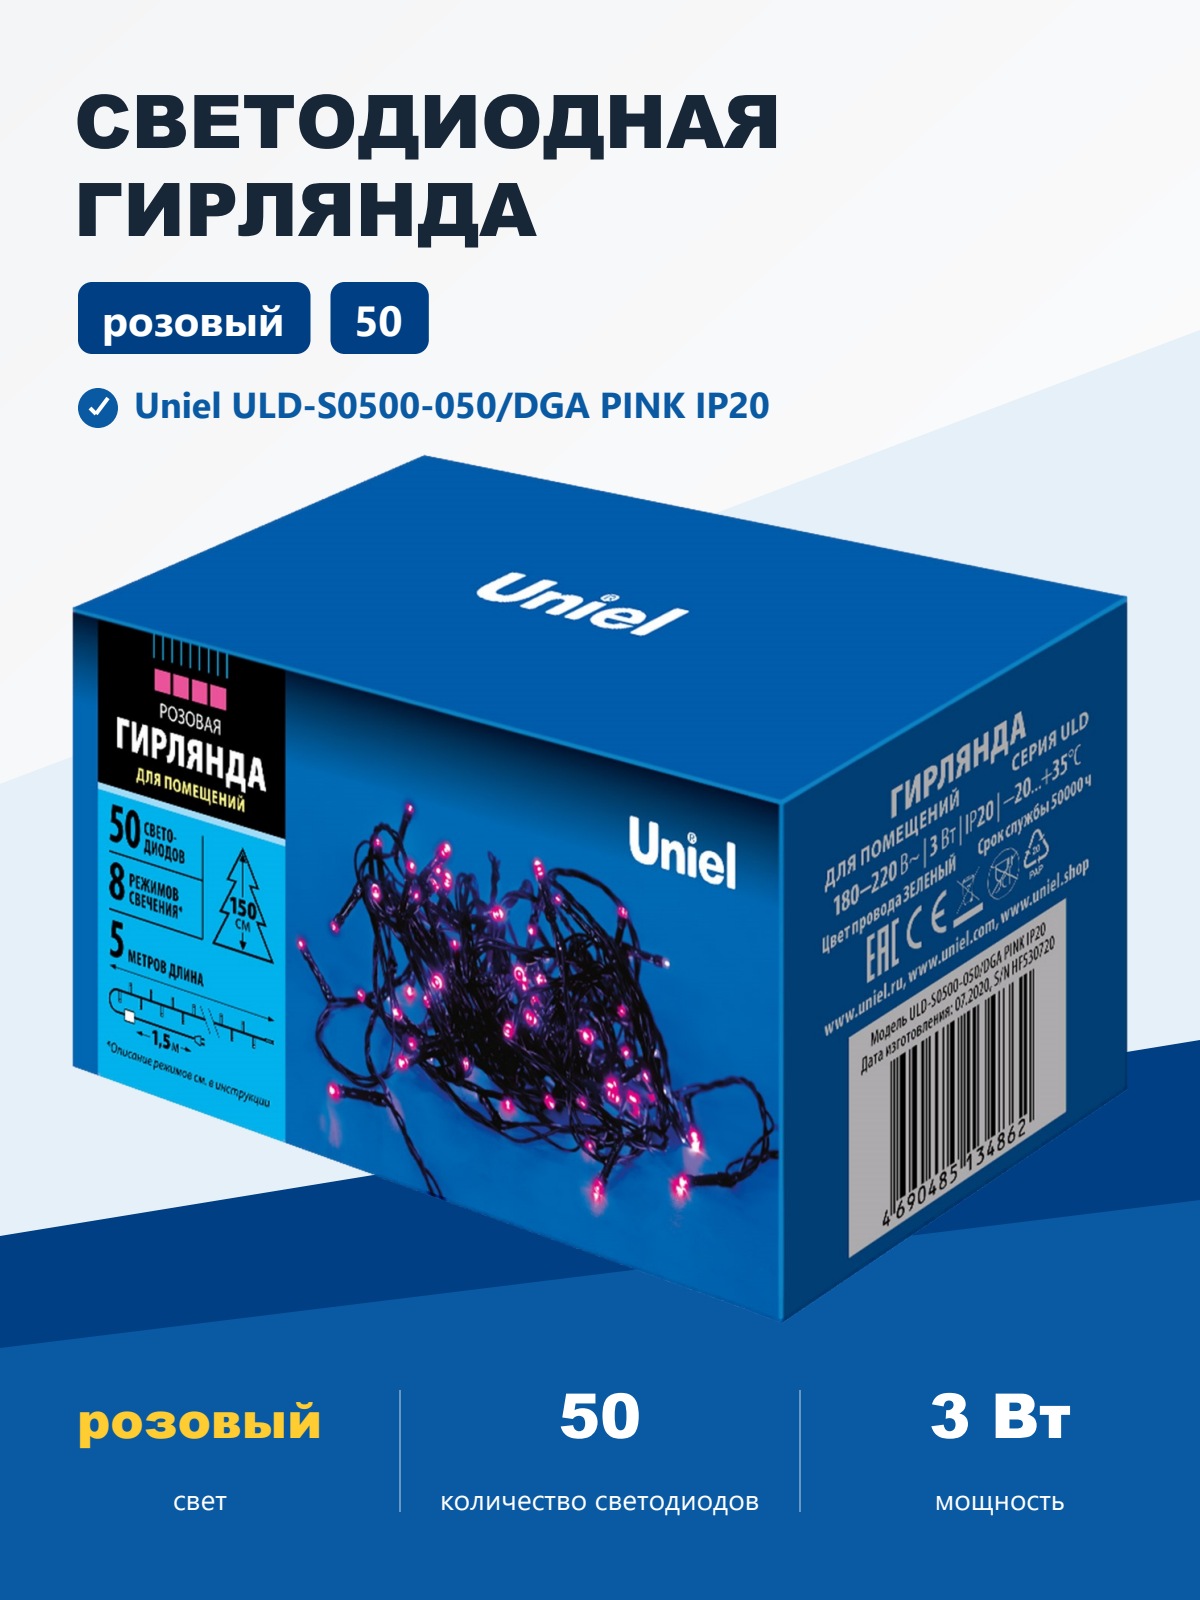 СВЕТОДИОДНАЯ
ГИРЛЯНДА
розовый
50
Uniel ULD-S0500-050/DGA PINK IP20
Uniel
РОЗОВАЯ
ГИРЛЯНДА
ДЛЯ ПОМЕЩЕНИЙ
50 СВЕТО-
ДИОДОВ
8 РЕЖИМОВ
СВЕЧЕНИЯ*
150
СМ
5 МЕТРОВ ДЛИНА
1,5 м
*Описание режимов см. в инструкции
Uniel
ГИРЛЯНДА
СЕРИЯ ULD
ДЛЯ ПОМЕЩЕНИЙ
180–220 В~ | 3 Вт | IP20 | –20...+35°C
Цвет провода ЗЕЛЕНЫЙ
Срок службы 50000 ч
EAC CE
20
PAP
www.uniel.ru, www.uniel.com, www.uniel.shop
Модель ULD-S0500-050/DGA PINK IP20
Дата изготовления: 07.2020, S/N HFS30720
4 690485 134862
розовый
свет
50
количество светодиодов
3 Вт
мощность